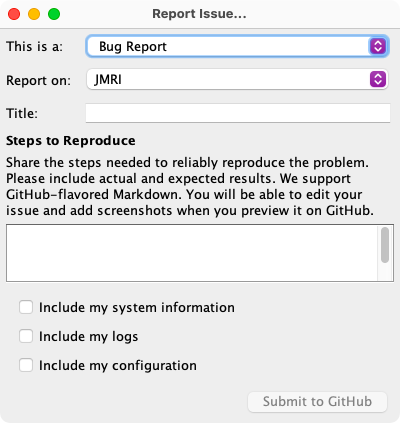 Report Issue...
This is a: Bug Report
Report on: JMRI
Title:
Steps to Reproduce
Share the steps needed to reliably reproduce the problem.
Please include actual and expected results. We support
GitHub-flavored Markdown. You will be able to edit your
issue and add screenshots when you preview it on GitHub.
Include my system information
Include my logs
Include my configuration
Submit to GitHub